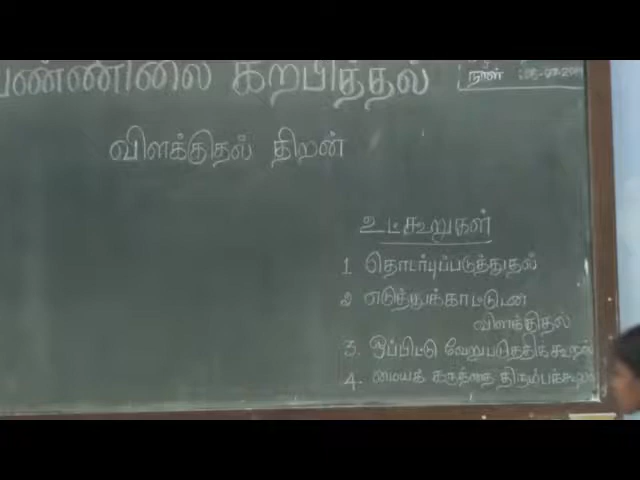 பண்ணிலை கற்பித்தல்
நாள்
விளக்குதல் திறன்
உட்கூறுகள்
1 தொடர்புப்படுத்துதல்
2 எடுத்துக்காட்டுடன்
விளக்குதல்
3. ஒப்பிட்டு வேறுபடுத்திக்கூறல்
4. மையக் கருத்தை திரும்பக்கூறல்